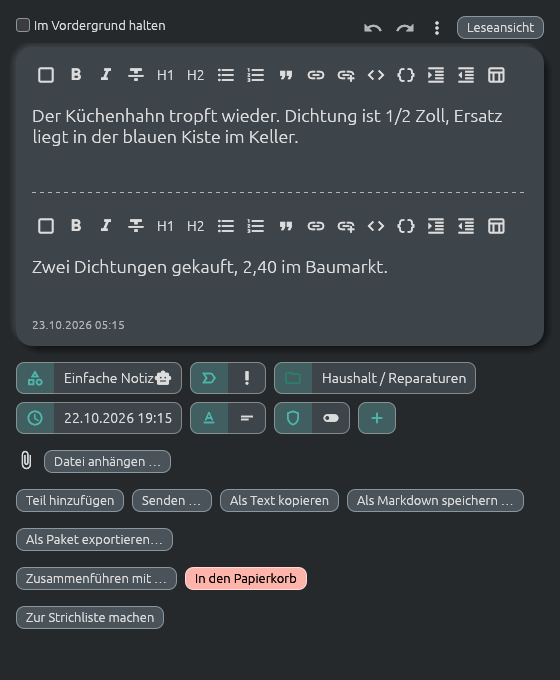 Im Vordergrund halten
Leseansicht
B I T H1 H2
Der Küchenhahn tropft wieder. Dichtung ist 1/2 Zoll, Ersatz
liegt in der blauen Kiste im Keller.
B I T H1 H2
Zwei Dichtungen gekauft, 2,40 im Baumarkt.
23.10.2026 05:15
Einfache Notiz
Haushalt / Reparaturen
22.10.2026 19:15
Datei anhängen …
Teil hinzufügen
Senden …
Als Text kopieren
Als Markdown speichern …
Als Paket exportieren…
Zusammenführen mit …
In den Papierkorb
Zur Strichliste machen